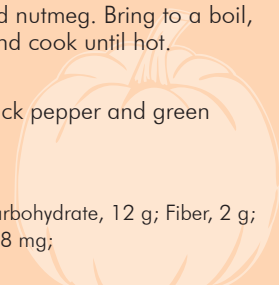 d nutmeg. Bring to a boil,
nd cook until hot.
ck pepper and green
arbohydrate, 12 g; Fiber, 2 g;
8 mg;